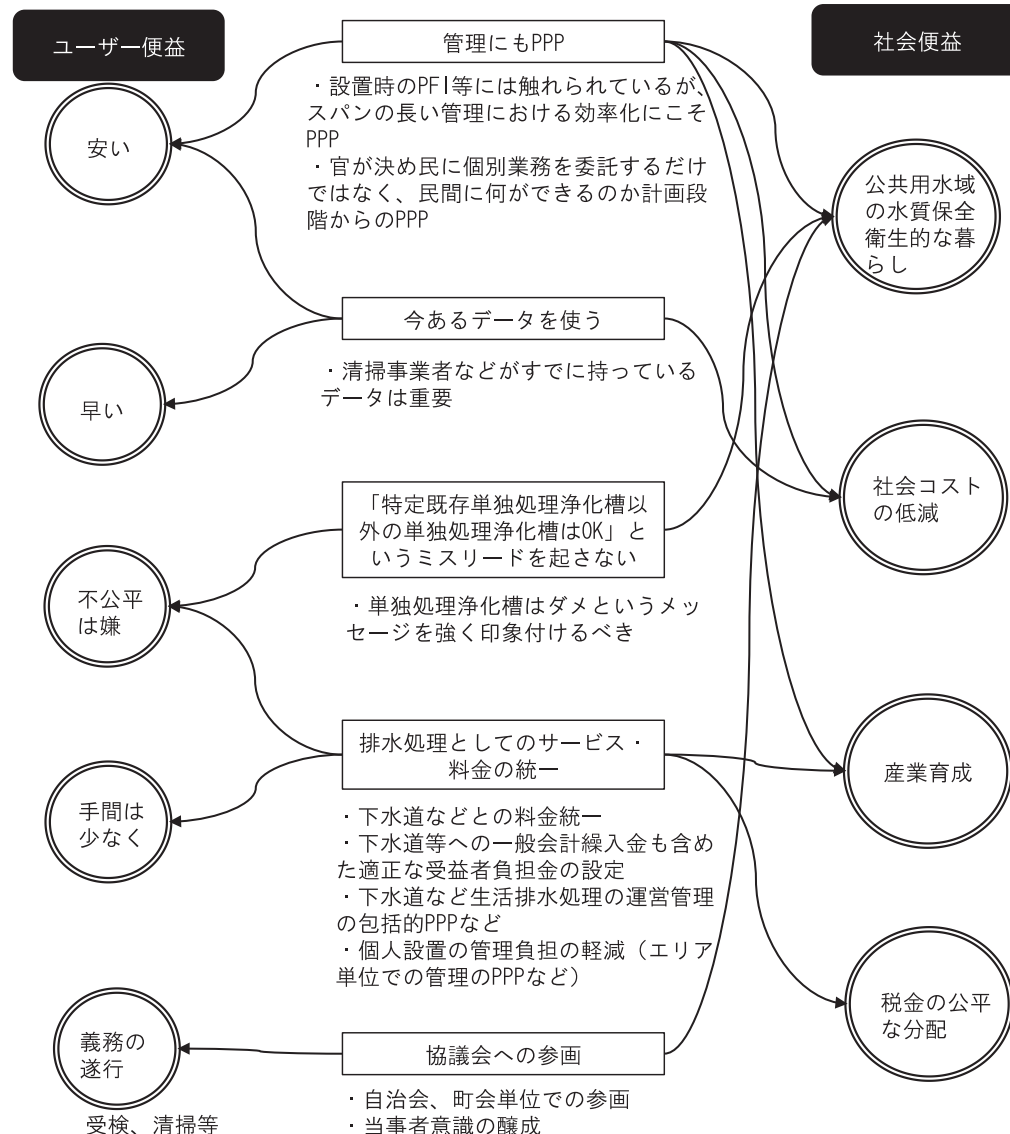 ユーザー便益
安い
早い
不公平
は嫌
手間は
少なく
義務の
遂行
受検、清掃等
管理にもPPP
・設置時のPFI等には触れられているが、
スパンの長い管理における効率化にこそ
PPP
・官が決め民に個別業務を委託するだけ
ではなく、民間に何ができるのか計画段
階からのPPP
今あるデータを使う
・清掃事業者などがすでに持っている
データは重要
「特定既存単独処理浄化槽以
外の単独処理浄化槽はOK」と
いうミスリードを起さない
・単独処理浄化槽はダメというメッ
セージを強く印象付けるべき
排水処理としてのサービス・
料金の統一
・下水道などとの料金統一
・下水道等への一般会計繰入金も含め
た適正な受益者負担金の設定
・下水道など生活排水処理の運営管理
の包括的PPPなど
・個人設置の管理負担の軽減（エリア
単位での管理のPPPなど）
協議会への参画
・自治会、町会単位での参画
・当事者意識の醸成
社会便益
公共用水域
の水質保全
衛生的な暮
らし
社会コスト
の低減
産業育成
税金の公平
な分配